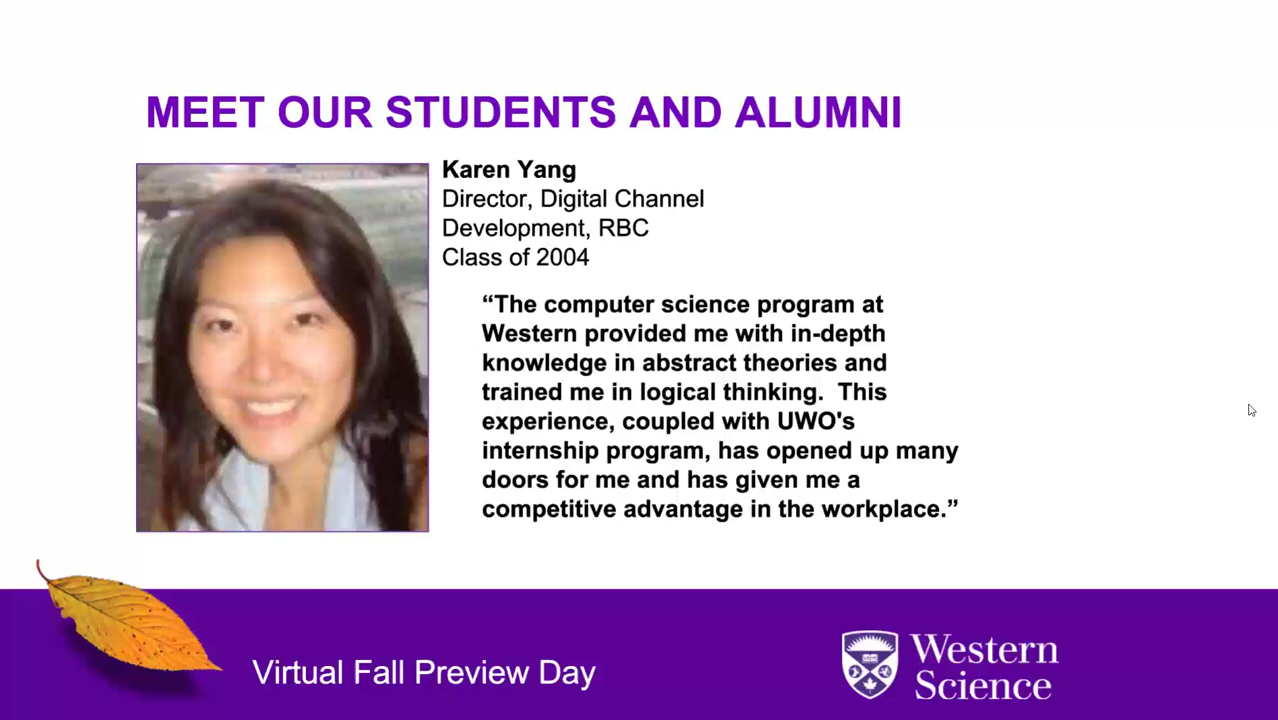 MEET OUR STUDENTS AND ALUMNI
Karen Yang
Director, Digital Channel
Development, RBC
Class of 2004
“The computer science program at
Western provided me with in-depth
knowledge in abstract theories and
trained me in logical thinking.  This
experience, coupled with UWO's
internship program, has opened up many
doors for me and has given me a
competitive advantage in the workplace.”
Virtual Fall Preview Day
Western
Science